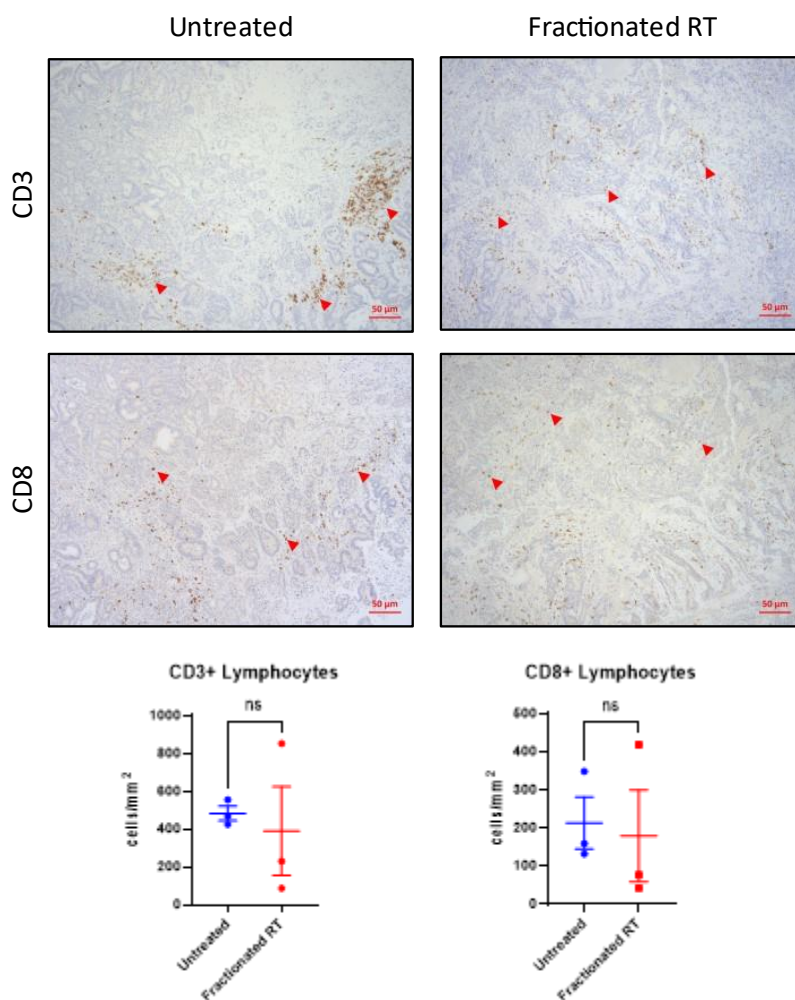 Untreated
Fractionated RT
CD3
50 µm
50 µm
CD8
50 µm
50 µm
CD3+ Lymphocytes
ns
1000
800
600
400
200
0
cells/mm²
Untreated
Fractionated RT
CD8+ Lymphocytes
ns
500
400
300
200
100
0
cells/mm²
Untreated
Fractionated RT